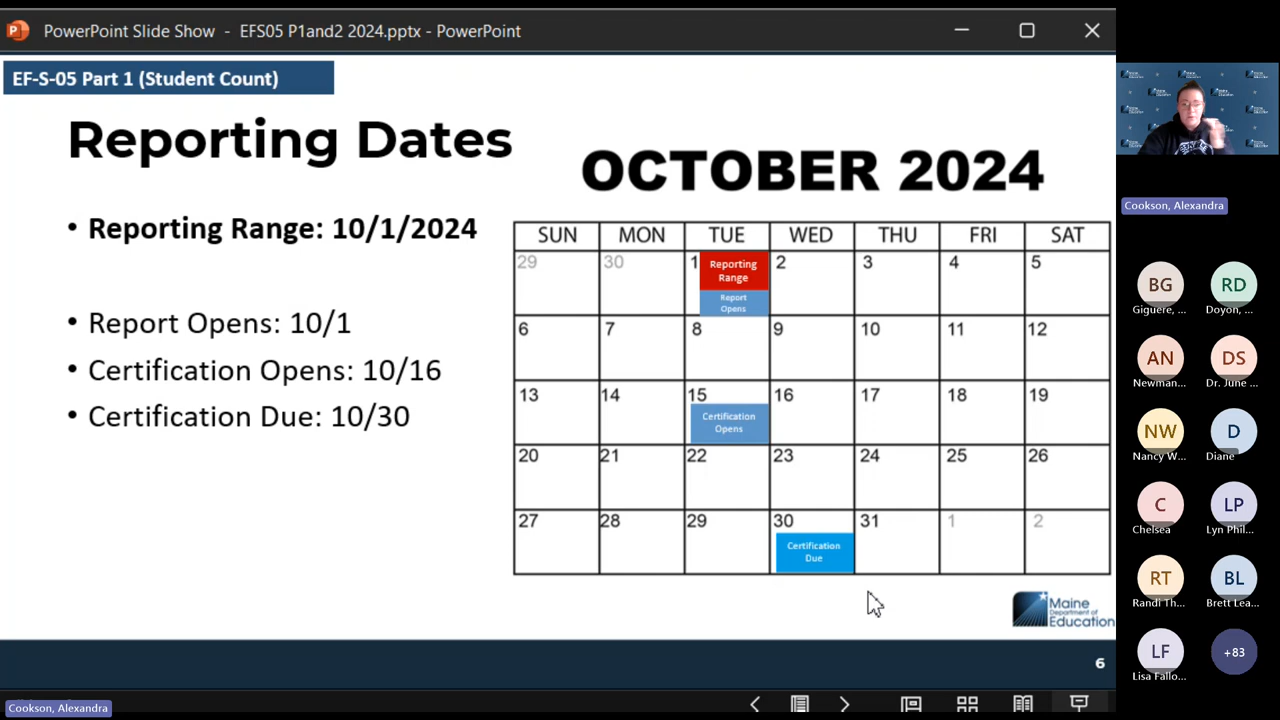 PowerPoint Slide Show - EFS05 P1and2 2024.pptx - PowerPoint
EF-S-05 Part 1 (Student Count)
Reporting Dates
• Reporting Range: 10/1/2024
• Report Opens: 10/1
• Certification Opens: 10/16
• Certification Due: 10/30
OCTOBER 2024
SUN MON TUE WED THU FRI SAT
29 30 1 2 3 4 5
Reporting
Range
Report
Opens
6 7 8 9 10 11 12
13 14 15 16 17 18 19
Certification
Opens
20 21 22 23 24 25 26
27 28 29 30 31 1 2
Certification
Due
Maine
Department of
Education
6
Cookson, Alexandra
Cookson, Alexandra
BG RD
Giguere, ... Doyon, ...
AN DS
Newman... Dr. June ...
NW D
Nancy W... Diane
C LP
Chelsea Lyn Phil...
RT BL
Randi Th... Brett Lea...
LF +83
Lisa Fallo...